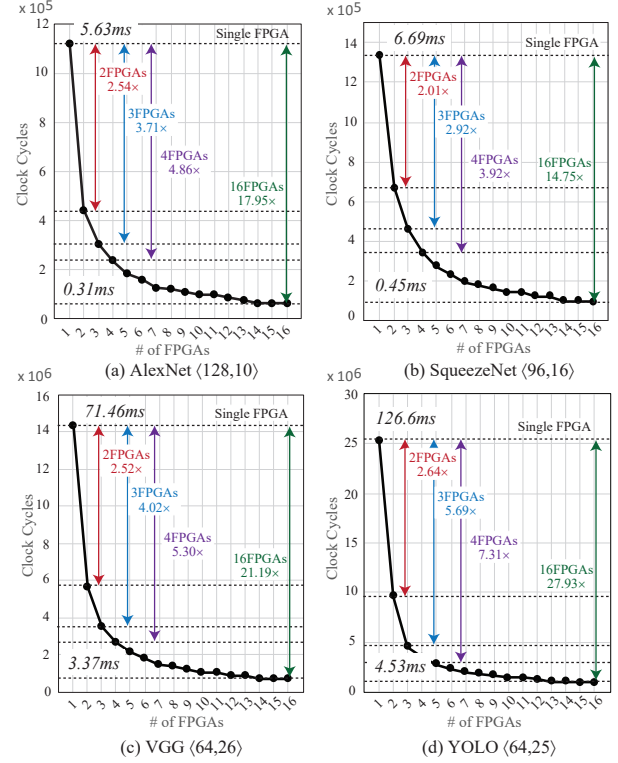 x 10⁵
12
10
8
6
4
2
0
Clock Cycles
5.63ms
Single FPGA
2FPGAs
2.54×
3FPGAs
3.71×
4FPGAs
4.86×
16FPGAs
17.95×
0.31ms
1 2 3 4 5 6 7 8 9 10 11 12 13 14 15 16
# of FPGAs
(a) AlexNet ⟨128,10⟩
x 10⁵
14
12
10
8
6
4
2
0
Clock Cycles
6.69ms
Single FPGA
2FPGAs
2.01×
3FPGAs
2.92×
4FPGAs
3.92×
16FPGAs
14.75×
0.45ms
1 2 3 4 5 6 7 8 9 10 11 12 13 14 15 16
# of FPGAs
(b) SqueezeNet ⟨96,16⟩
x 10⁶
16
14
12
10
8
6
4
2
0
Clock Cycles
71.46ms
Single FPGA
2FPGAs
2.52×
3FPGAs
4.02×
4FPGAs
5.30×
16FPGAs
21.19×
3.37ms
1 2 3 4 5 6 7 8 9 10 11 12 13 14 15 16
# of FPGAs
(c) VGG ⟨64,26⟩
x 10⁶
30
25
20
15
10
5
0
Clock Cycles
126.6ms
Single FPGA
2FPGAs
2.64×
3FPGAs
5.69×
4FPGAs
7.31×
16FPGAs
27.93×
4.53ms
1 2 3 4 5 6 7 8 9 10 11 12 13 14 15 16
# of FPGAs
(d) YOLO ⟨64,25⟩